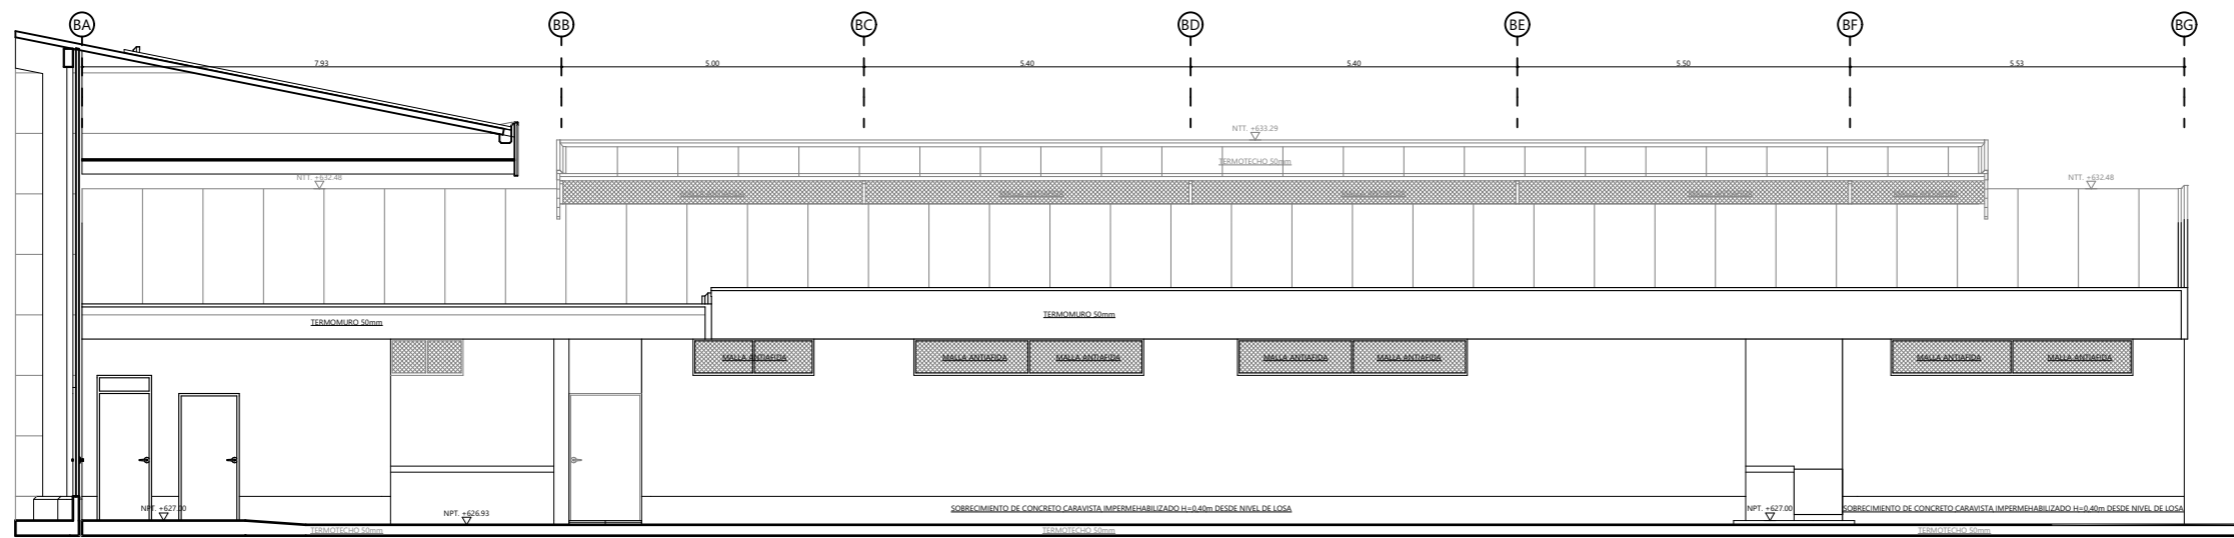 BA BB BC BD BE BF BG
7.93 5.00 5.40 5.40 5.50 5.53
NTT. +633.29
TERMOTECHO 50mm
NTT. +632.48 NTT. +632.48
MALLA ANTIAFIDA MALLA ANTIAFIDA MALLA ANTIAFIDA MALLA ANTIAFIDA MALLA ANTIAFIDA
TERMOMURO 50mm TERMOMURO 50mm
MALLA ANTIAFIDA MALLA ANTIAFIDA MALLA ANTIAFIDA MALLA ANTIAFIDA MALLA ANTIAFIDA MALLA ANTIAFIDA MALLA ANTIAFIDA
NPT. +627.00 NPT. +626.93 SOBRECIMIENTO DE CONCRETO CARAVISTA IMPERMEHABILIZADO H=0,40m DESDE NIVEL DE LOSA NPT. +627.00 SOBRECIMIENTO DE CONCRETO CARAVISTA IMPERMEHABILIZADO H=0,40m DESDE NIVEL DE LOSA
TERMOTECHO 50mm TERMOTECHO 50mm TERMOTECHO 50mm